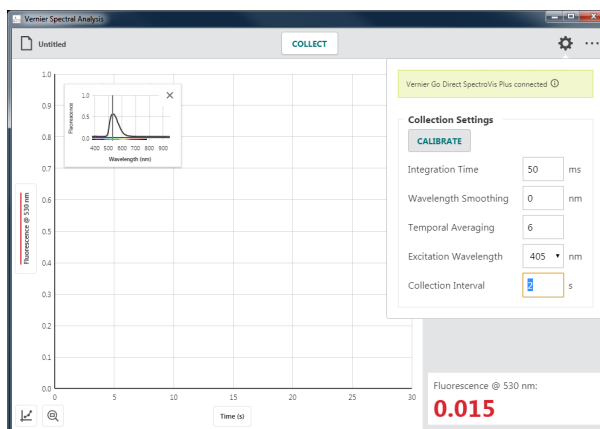 Vernier Spectral Analysis
Untitled
COLLECT
Vernier Go Direct SpectroVis Plus connected
Collection Settings
CALIBRATE
Integration Time 50 ms
Wavelength Smoothing 0 nm
Temporal Averaging 6
Excitation Wavelength 405 nm
Collection Interval 2 s
1.0
0.9
0.8
0.7
0.6
0.5
0.4
0.3
0.2
0.1
0.0
Fluorescence @ 530 nm
Fluorescence
1.0
0.5
0.0
400 500 600 700 800 900
Wavelength (nm)
0 5 10 15 20 25 30
Time (s)
Fluorescence @ 530 nm:
0.015